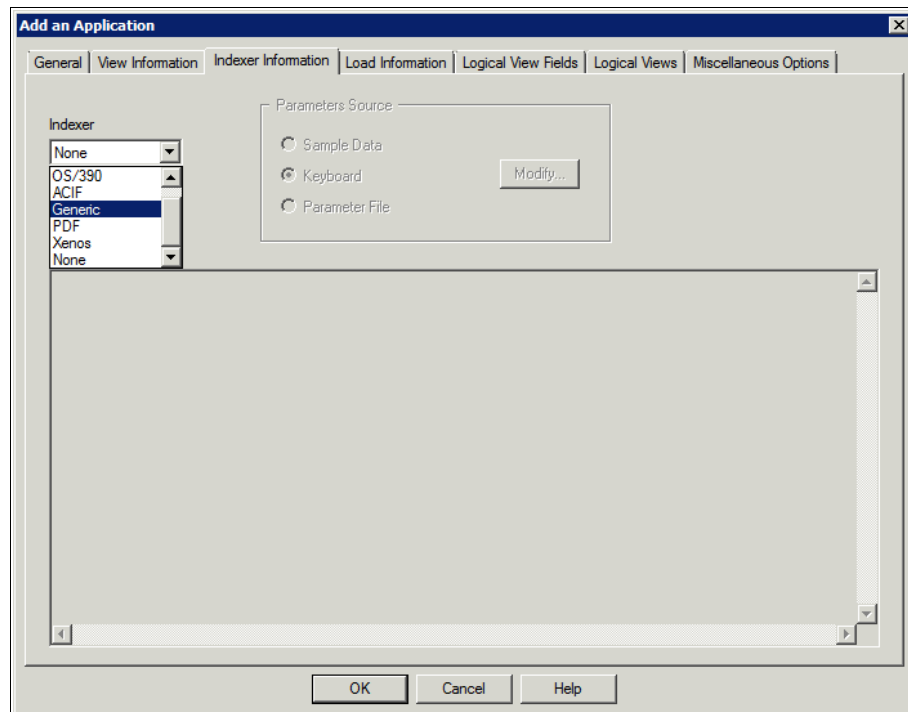 Add an Application
General View Information Indexer Information Load Information Logical View Fields Logical Views Miscellaneous Options
Parameters Source
Indexer
None
Sample Data
Keyboard
Modify...
Parameter File
OS/390
ACIF
Generic
PDF
Xenos
None
OK Cancel Help